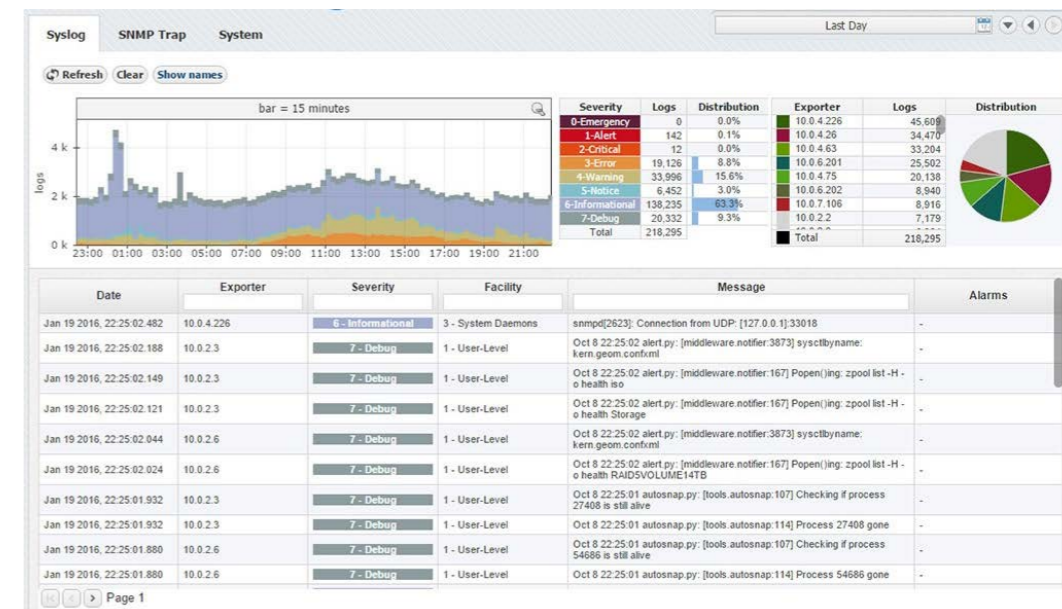 Last Day
Syslog SNMP Trap System
Refresh Clear Show names
bar = 15 minutes
logs
4 k
2 k
0 k
23:00 01:00 03:00 05:00 07:00 09:00 11:00 13:00 15:00 17:00 19:00 21:00
Severity Logs Distribution
0-Emergency 0 0.0%
1-Alert 142 0.1%
2-Critical 12 0.0%
3-Error 19,126 8.8%
4-Warning 33,996 15.6%
5-Notice 6,452 3.0%
6-Informational 138,235 63.3%
7-Debug 20,332 9.3%
Total 218,295
Exporter Logs Distribution
10.0.4.226 45,609
10.0.4.26 34,470
10.0.4.63 33,204
10.0.6.201 25,502
10.0.4.75 20,138
10.0.6.202 8,940
10.0.7.106 8,916
10.0.2.2 7,179
Total 218,295
Date Exporter Severity Facility Message Alarms
Jan 19 2016, 22:25:02.482 10.0.4.226 6 - Informational 3 - System Daemons snmpd[2623]: Connection from UDP: [127.0.0.1]:33018 -
Jan 19 2016, 22:25:02.188 10.0.2.3 7 - Debug 1 - User-Level Oct 8 22:25:02 alert.py: [middleware.notifier:3873] sysctlbyname:
kern.geom.confxml -
Jan 19 2016, 22:25:02.149 10.0.2.3 7 - Debug 1 - User-Level Oct 8 22:25:02 alert.py: [middleware.notifier:167] Popen()ing: zpool list -H -
o health iso -
Jan 19 2016, 22:25:02.121 10.0.2.3 7 - Debug 1 - User-Level Oct 8 22:25:02 alert.py: [middleware.notifier:167] Popen()ing: zpool list -H -
o health Storage -
Jan 19 2016, 22:25:02.044 10.0.2.6 7 - Debug 1 - User-Level Oct 8 22:25:02 alert.py: [middleware.notifier:3873] sysctlbyname:
kern.geom.confxml -
Jan 19 2016, 22:25:02.024 10.0.2.6 7 - Debug 1 - User-Level Oct 8 22:25:02 alert.py: [middleware.notifier:167] Popen()ing: zpool list -H -
o health RAID5VOLUME14TB -
Jan 19 2016, 22:25:01.932 10.0.2.3 7 - Debug 1 - User-Level Oct 8 22:25:01 autosnap.py: [tools.autosnap:107] Checking if process
27408 is still alive -
Jan 19 2016, 22:25:01.932 10.0.2.3 7 - Debug 1 - User-Level Oct 8 22:25:01 autosnap.py: [tools.autosnap:114] Process 27408 gone -
Jan 19 2016, 22:25:01.880 10.0.2.6 7 - Debug 1 - User-Level Oct 8 22:25:01 autosnap.py: [tools.autosnap:107] Checking if process
54686 is still alive -
Jan 19 2016, 22:25:01.880 10.0.2.6 7 - Debug 1 - User-Level Oct 8 22:25:01 autosnap.py: [tools.autosnap:114] Process 54686 gone -
Page 1